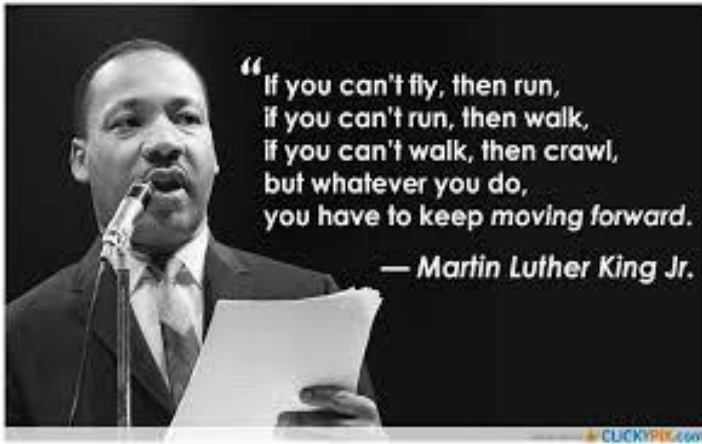 “If you can't fly, then run,
if you can't run, then walk,
if you can't walk, then crawl,
but whatever you do,
you have to keep moving forward.
— Martin Luther King Jr.
CLICKYPIX.com